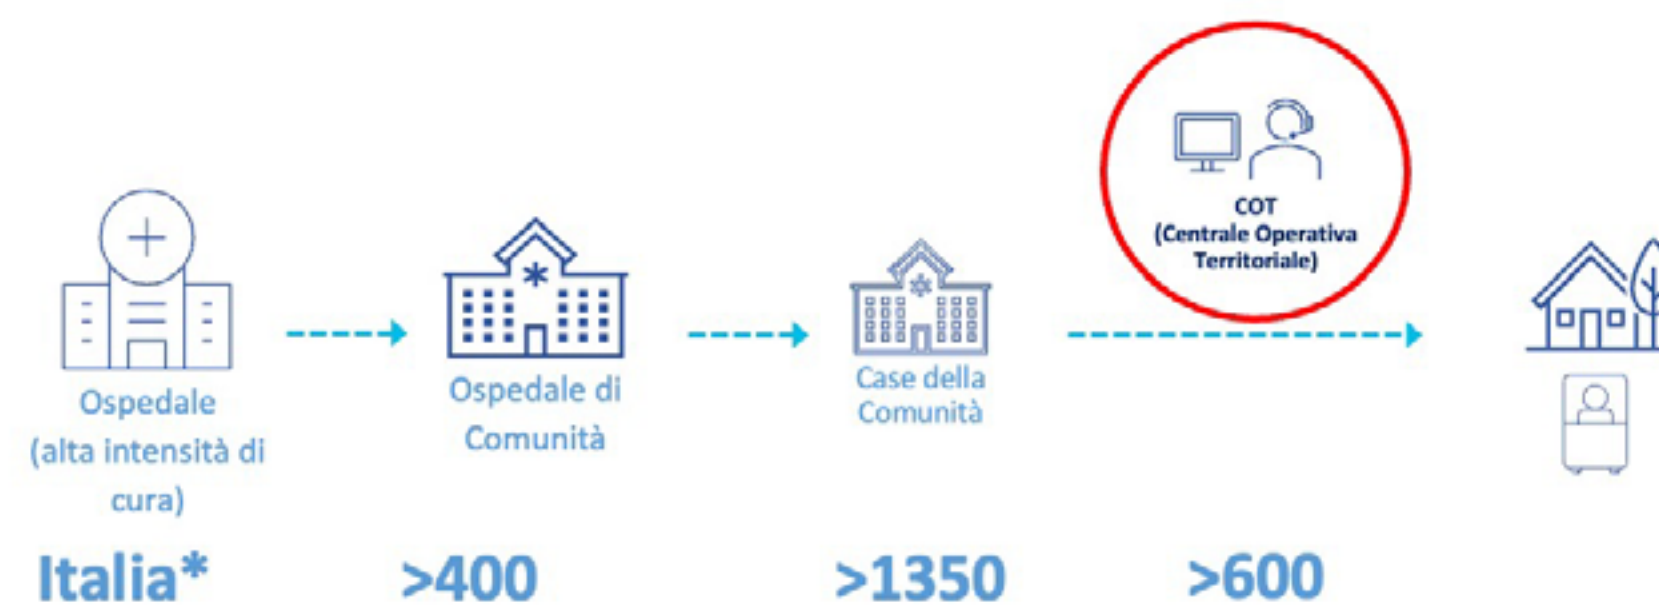 COT
(Centrale Operativa
Territoriale)
Ospedale
(alta intensità di
cura)
Ospedale di
Comunità
Case della
Comunità
Italia*
>400
>1350
>600